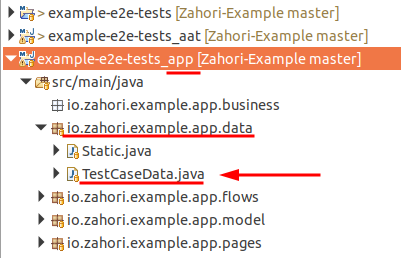 > example-e2e-tests [Zahori-Example master]
> example-e2e-tests_aat [Zahori-Example master]
example-e2e-tests_app [Zahori-Example master]
src/main/java
io.zahori.example.app.business
io.zahori.example.app.data
Static.java
TestCaseData.java
io.zahori.example.app.flows
io.zahori.example.app.model
io.zahori.example.app.pages